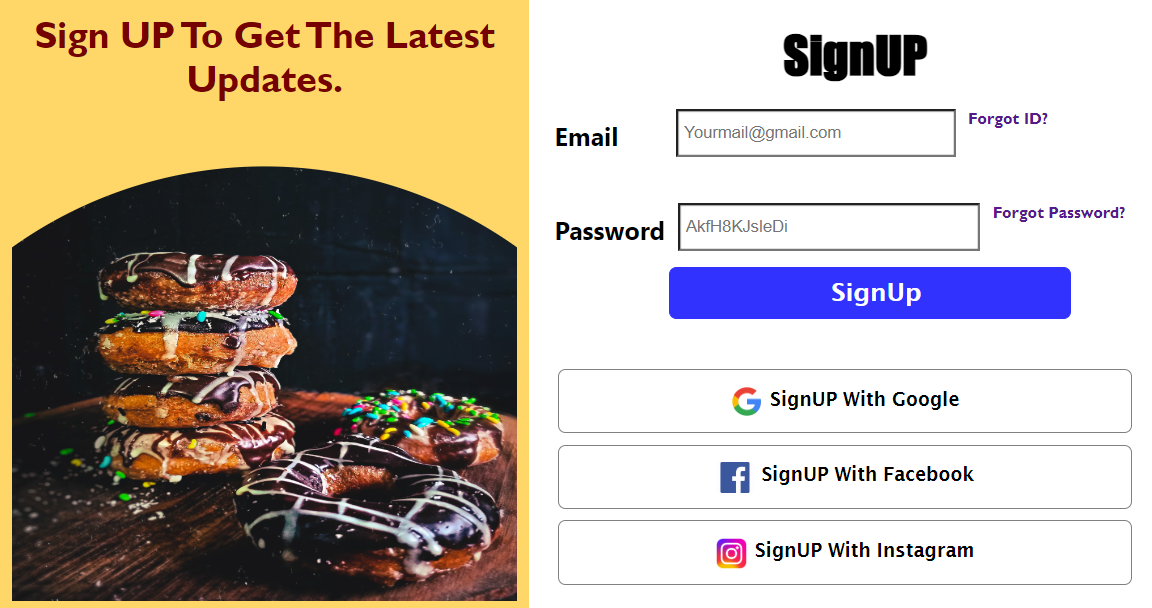 Sign UP To Get The Latest
Updates.
SignUP
Email
Yourmail@gmail.com
Forgot ID?
Password
AkfH8KJsleDi
Forgot Password?
SignUp
SignUP With Google
SignUP With Facebook
SignUP With Instagram